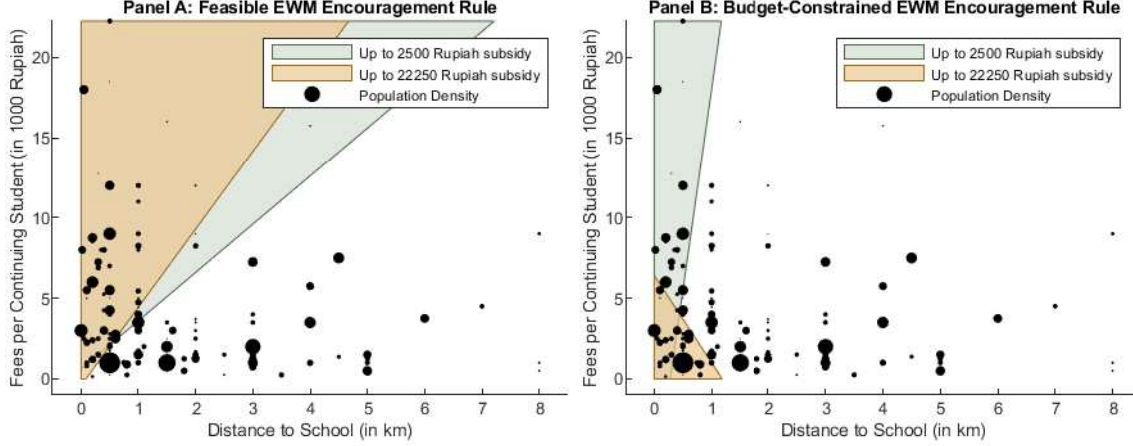 Panel A: Feasible EWM Encouragement Rule
Fees per Continuing Student (in 1000 Rupiah)
20
15
10
5
0
Up to 2500 Rupiah subsidy
Up to 22250 Rupiah subsidy
Population Density
0 1 2 3 4 5 6 7 8
Distance to School (in km)
Panel B: Budget-Constrained EWM Encouragement Rule
Fees per Continuing Student (in 1000 Rupiah)
20
15
10
5
0
Up to 2500 Rupiah subsidy
Up to 22250 Rupiah subsidy
Population Density
0 1 2 3 4 5 6 7 8
Distance to School (in km)